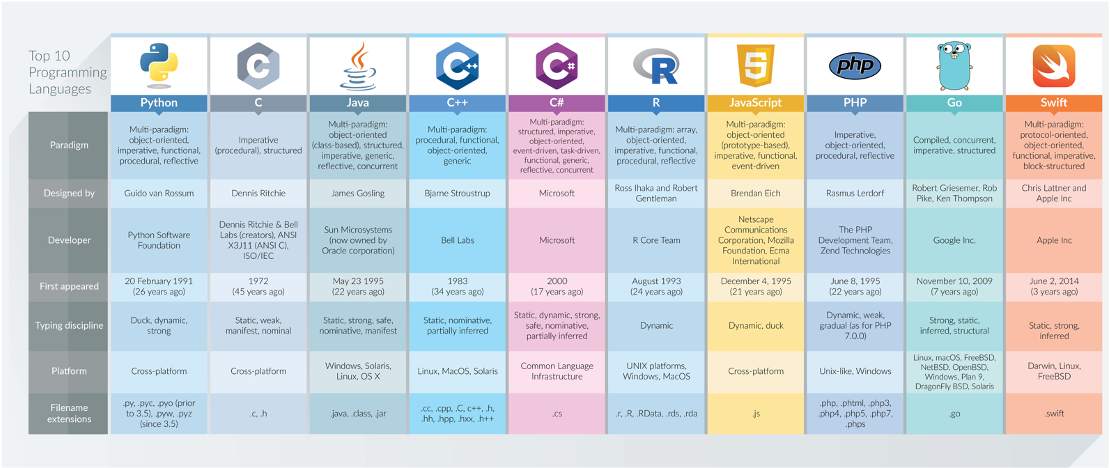 Top 10
Programming
Languages
5
C
C
++
C
#
R
php
Python
C
Java
C++
C#
R
JavaScript
PHP
Go
Swift
Paradigm
Multi-paradigm:
object-oriented,
imperative, functional,
procedural, reflective
Imperative
(procedural), structured
Multi-paradigm:
object-oriented
(class-based), structured,
imperative, generic,
reflective, concurrent
Multi-paradigm:
procedural, functional,
object-oriented,
generic
Multi-paradigm:
structured, imperative,
object-oriented,
event-driven, task-driven,
functional, generic,
reflective, concurrent
Multi-paradigm: array,
object-oriented,
imperative, functional,
procedural, reflective
Multi-paradigm:
object-oriented
(prototype-based),
imperative, functional,
event-driven
Imperative,
object-oriented,
procedural, reflective
Compiled, concurrent,
imperative, structured
Multi-paradigm:
protocol-oriented,
object-oriented,
functional, imperative,
block-structured
Designed by
Guido van Rossum
Dennis Ritchie
James Gosling
Bjarne Stroustrup
Microsoft
Ross Ihaka and Robert
Gentleman
Brendan Eich
Rasmus Lerdorf
Robert Griesemer, Rob
Pike, Ken Thompson
Chris Lattner and
Apple Inc
Developer
Python Software
Foundation
Dennis Ritchie & Bell
Labs (creators), ANSI
X3J11 (ANSI C),
ISO/IEC
Sun Microsystems
(now owned by
Oracle corporation)
Bell Labs
Microsoft
R Core Team
Netscape
Communications
Corporation, Mozilla
Foundation, Ecma
International
The PHP
Development Team,
Zend Technologies
Google Inc.
Apple Inc
First appeared
20 February 1991
(26 years ago)
1972
(45 years ago)
May 23 1995
(22 years ago)
1983
(34 years ago)
2000
(17 years ago)
August 1993
(24 years ago)
December 4, 1995
(21 years ago)
June 8, 1995
(22 years ago)
November 10, 2009
(7 years ago)
June 2, 2014
(3 years ago)
Typing discipline
Duck, dynamic,
strong
Static, weak,
manifest, nominal
Static, strong, safe,
nominative, manifest
Static, nominative,
partially inferred
Static, dynamic, strong,
safe, nominative,
partially inferred
Dynamic
Dynamic, duck
Dynamic, weak,
gradual (as for PHP
7.0.0)
Strong, static,
inferred, structural
Static, strong,
inferred
Platform
Cross-platform
Cross-platform
Windows, Solaris,
Linux, OS X
Linux, MacOS, Solaris
Common Language
Infrastructure
UNIX platforms,
Windows, MacOS
Cross-platform
Unix-like, Windows
Linux, macOS, FreeBSD,
NetBSD, OpenBSD,
Windows, Plan 9,
DragonFly BSD, Solaris
Darwin, Linux,
FreeBSD
Filename
extensions
.py, .pyc, .pyo (prior
to 3.5), .pyw, .pyz
(since 3.5)
.c, .h
.java, .class, .jar
.cc, .cpp, .C, c++, .h,
.hh, .hpp, .hxx, .h++
.cs
.r, .R, .RData, .rds, .rda
.js
.php, .phtml, .php3,
.php4, .php5, .php7,
.phps
.go
.swift